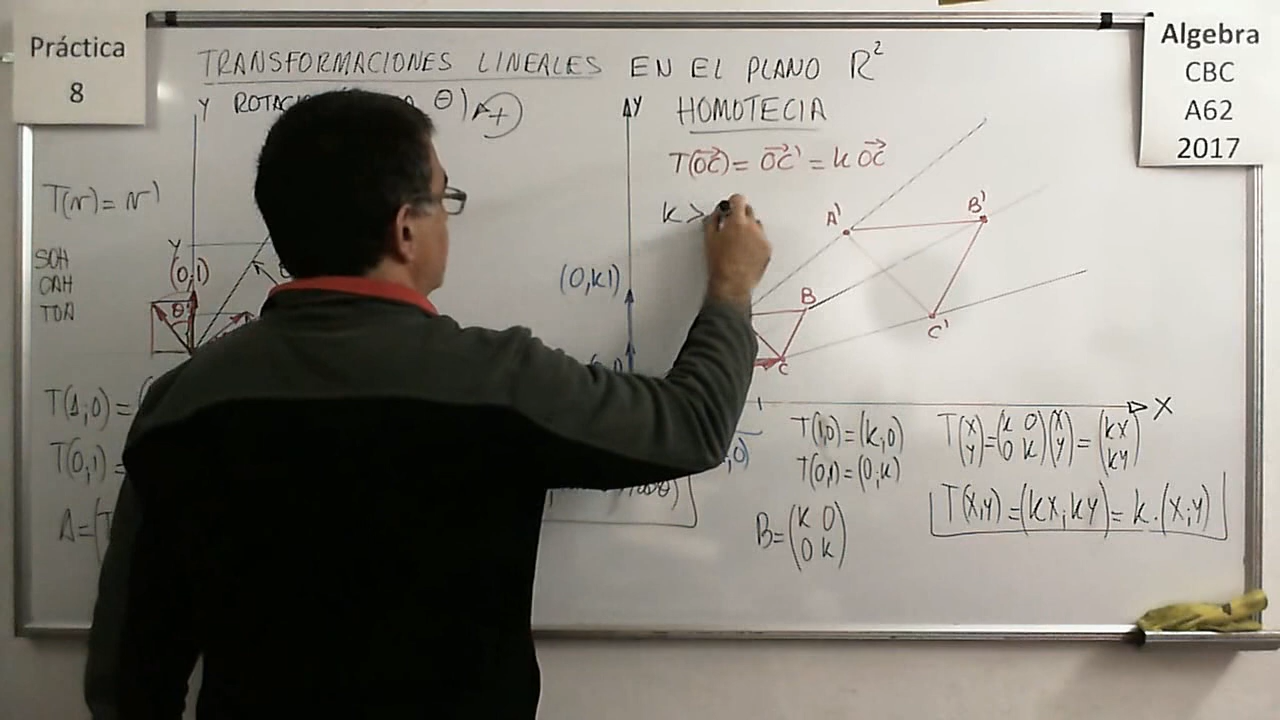 Práctica
8
Algebra
CBC
A62
2017
TRANSFORMACIONES LINEALES EN EL PLANO R²
Y
θ) +
T(v) = v'
SOH
CAH
TOA
Y
(0,1)
θ
T(1;0) =
T(0,1) =
A=
Y HOMOTECIA
T(OC) = OC' = k OC
k >
(0,k1)
A'
B'
C'
B
C
X
T(1,0) = (k,0)
T(0,1) = (0,k)
B = (k 0
0 k)
T(x y) = (k 0 0 k)(x y) = (kx ky)
T(x,y) = (kx; ky) = k.(x;y)